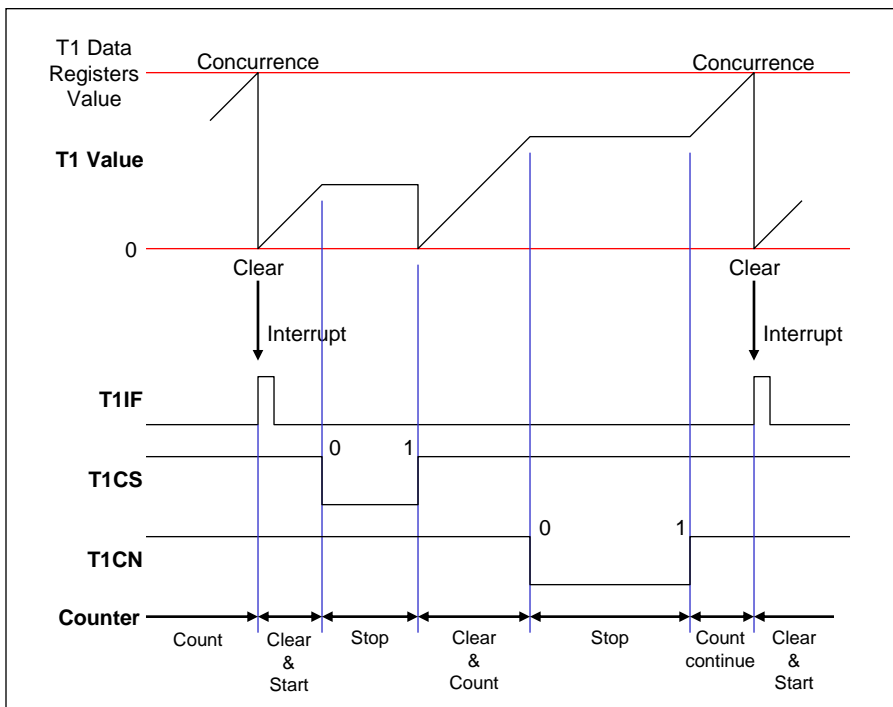 T1 Data
Registers
Value
Concurrence
Concurrence
T1 Value
0
Clear
Clear
Interrupt
Interrupt
T1IF
0
1
T1CS
0
1
T1CN
Counter
Count
Clear
&
Start
Stop
Clear
&
Count
Stop
Count
continue
Clear
&
Start